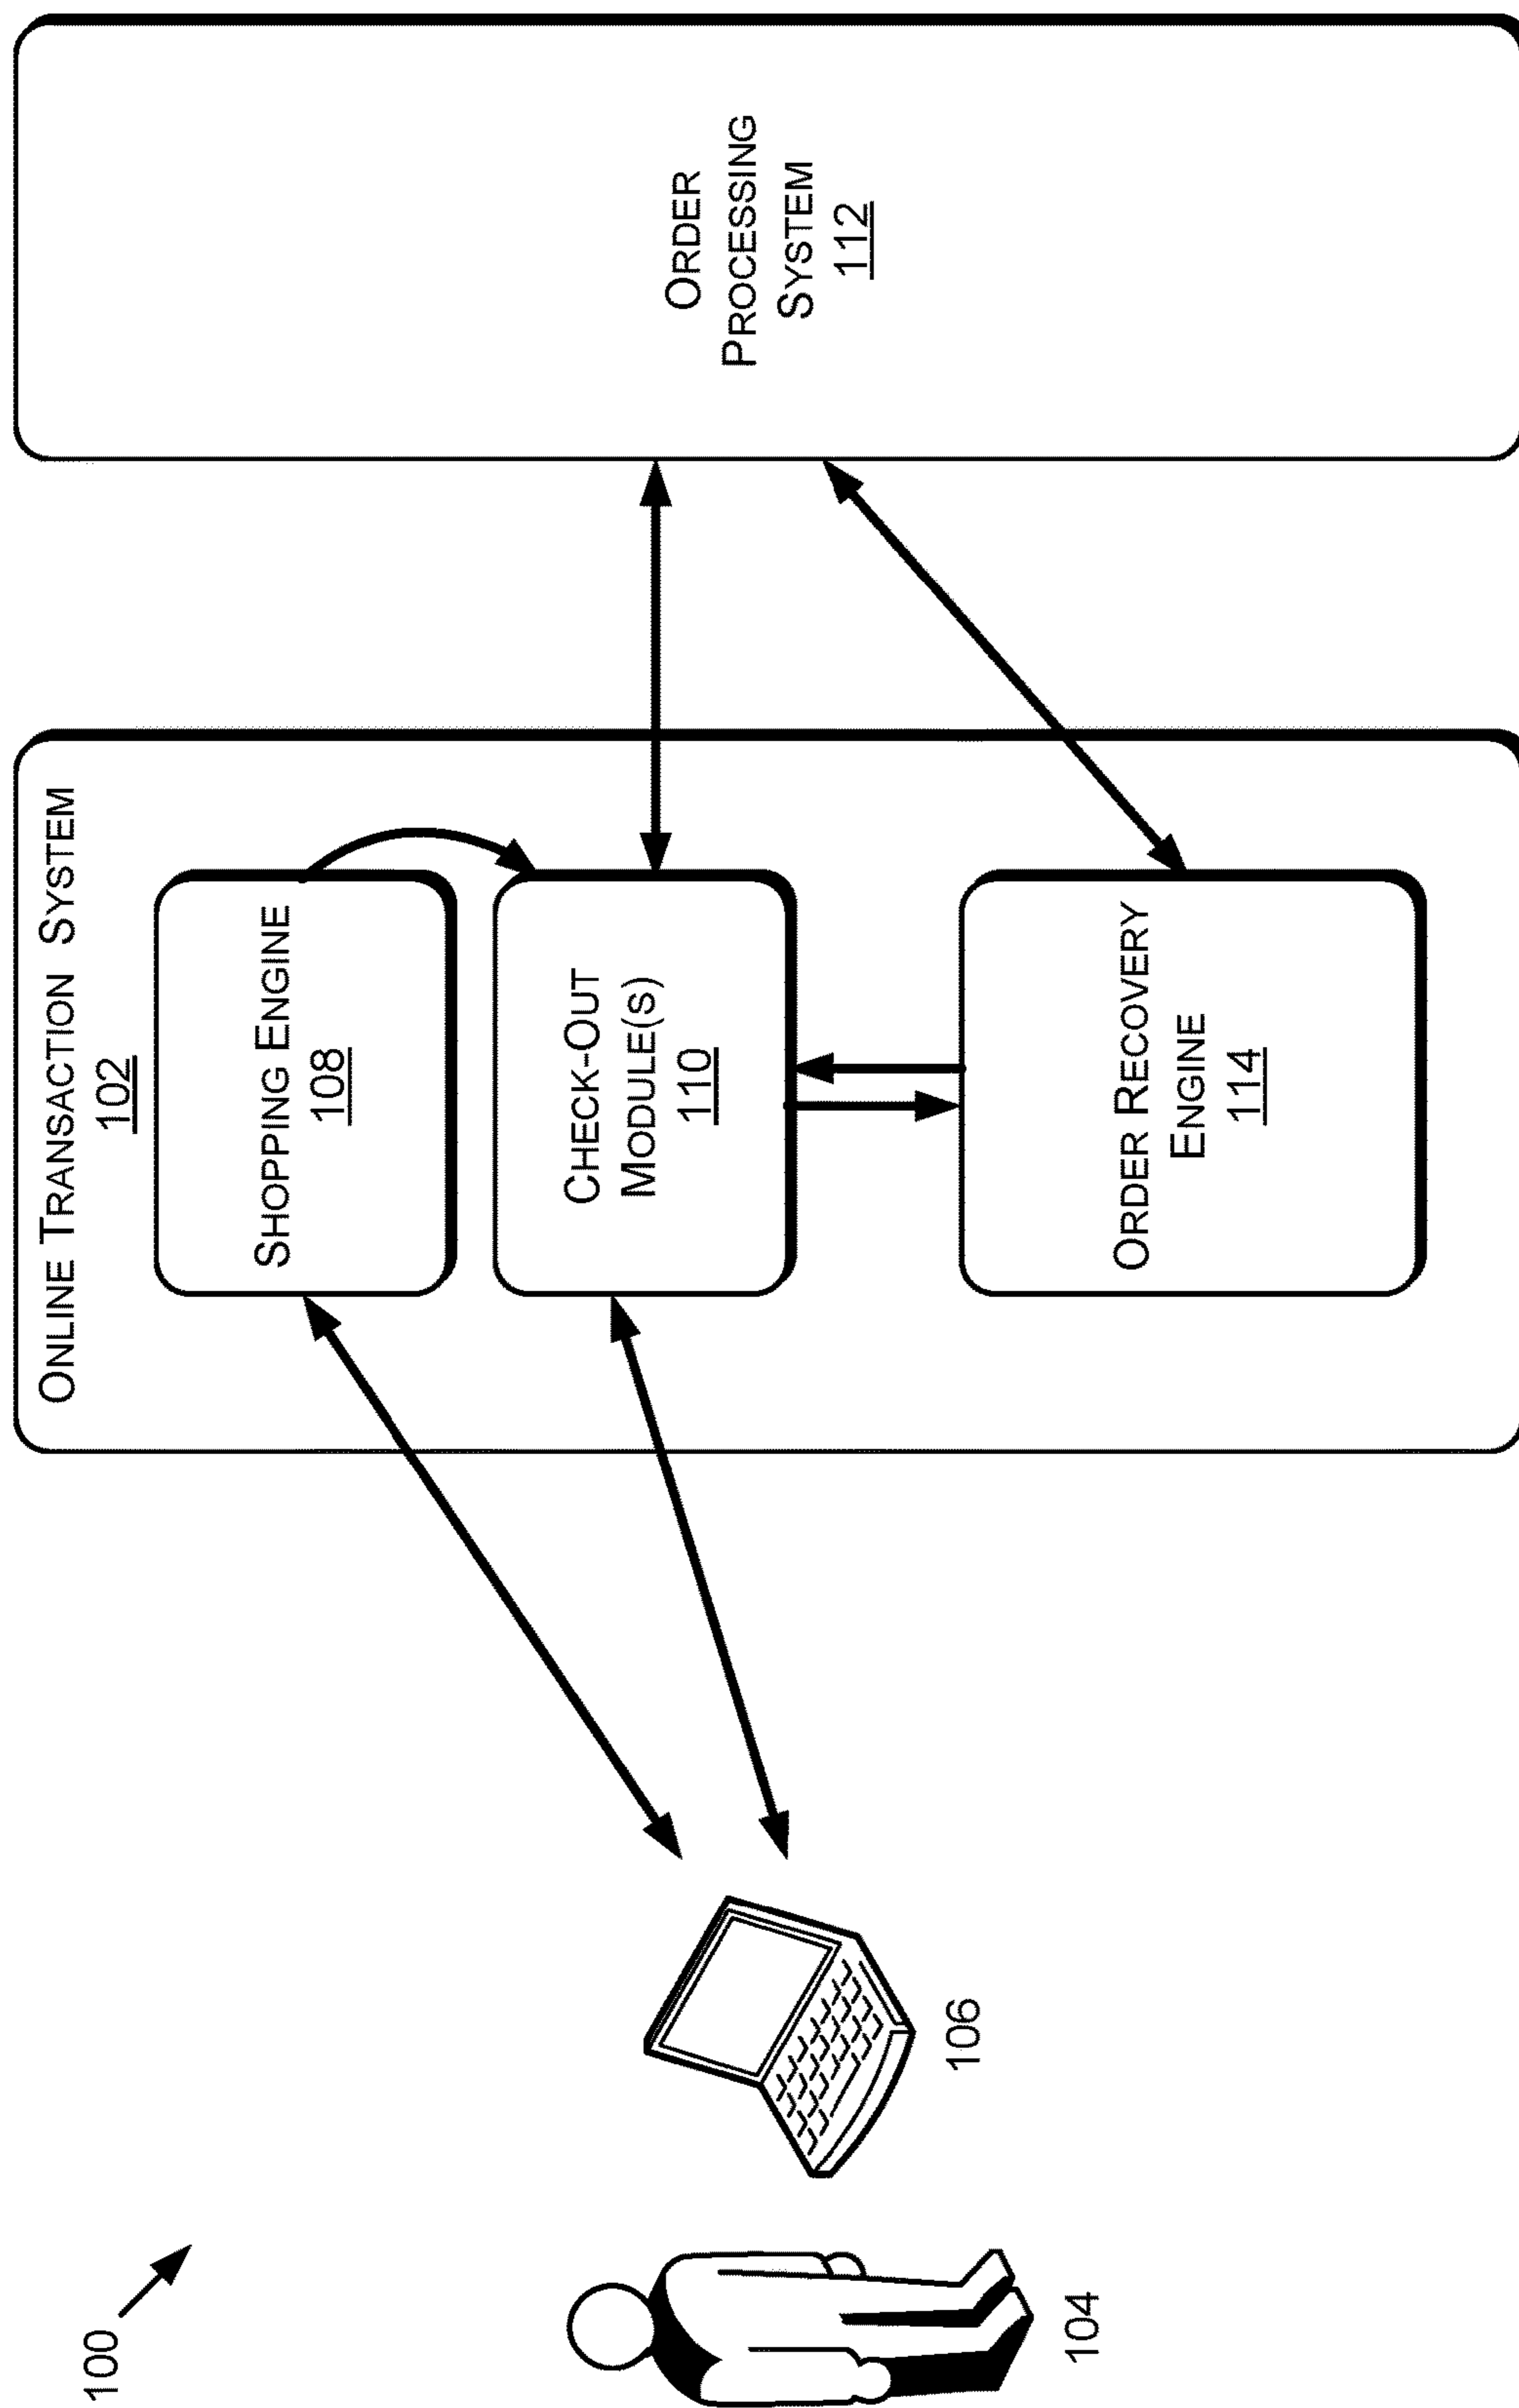 100
104
106
ONLINE TRANSACTION SYSTEM
102
SHOPPING ENGINE
108
CHECK-OUT
MODULE(S)
110
ORDER RECOVERY
ENGINE
114
ORDER
PROCESSING
SYSTEM
112